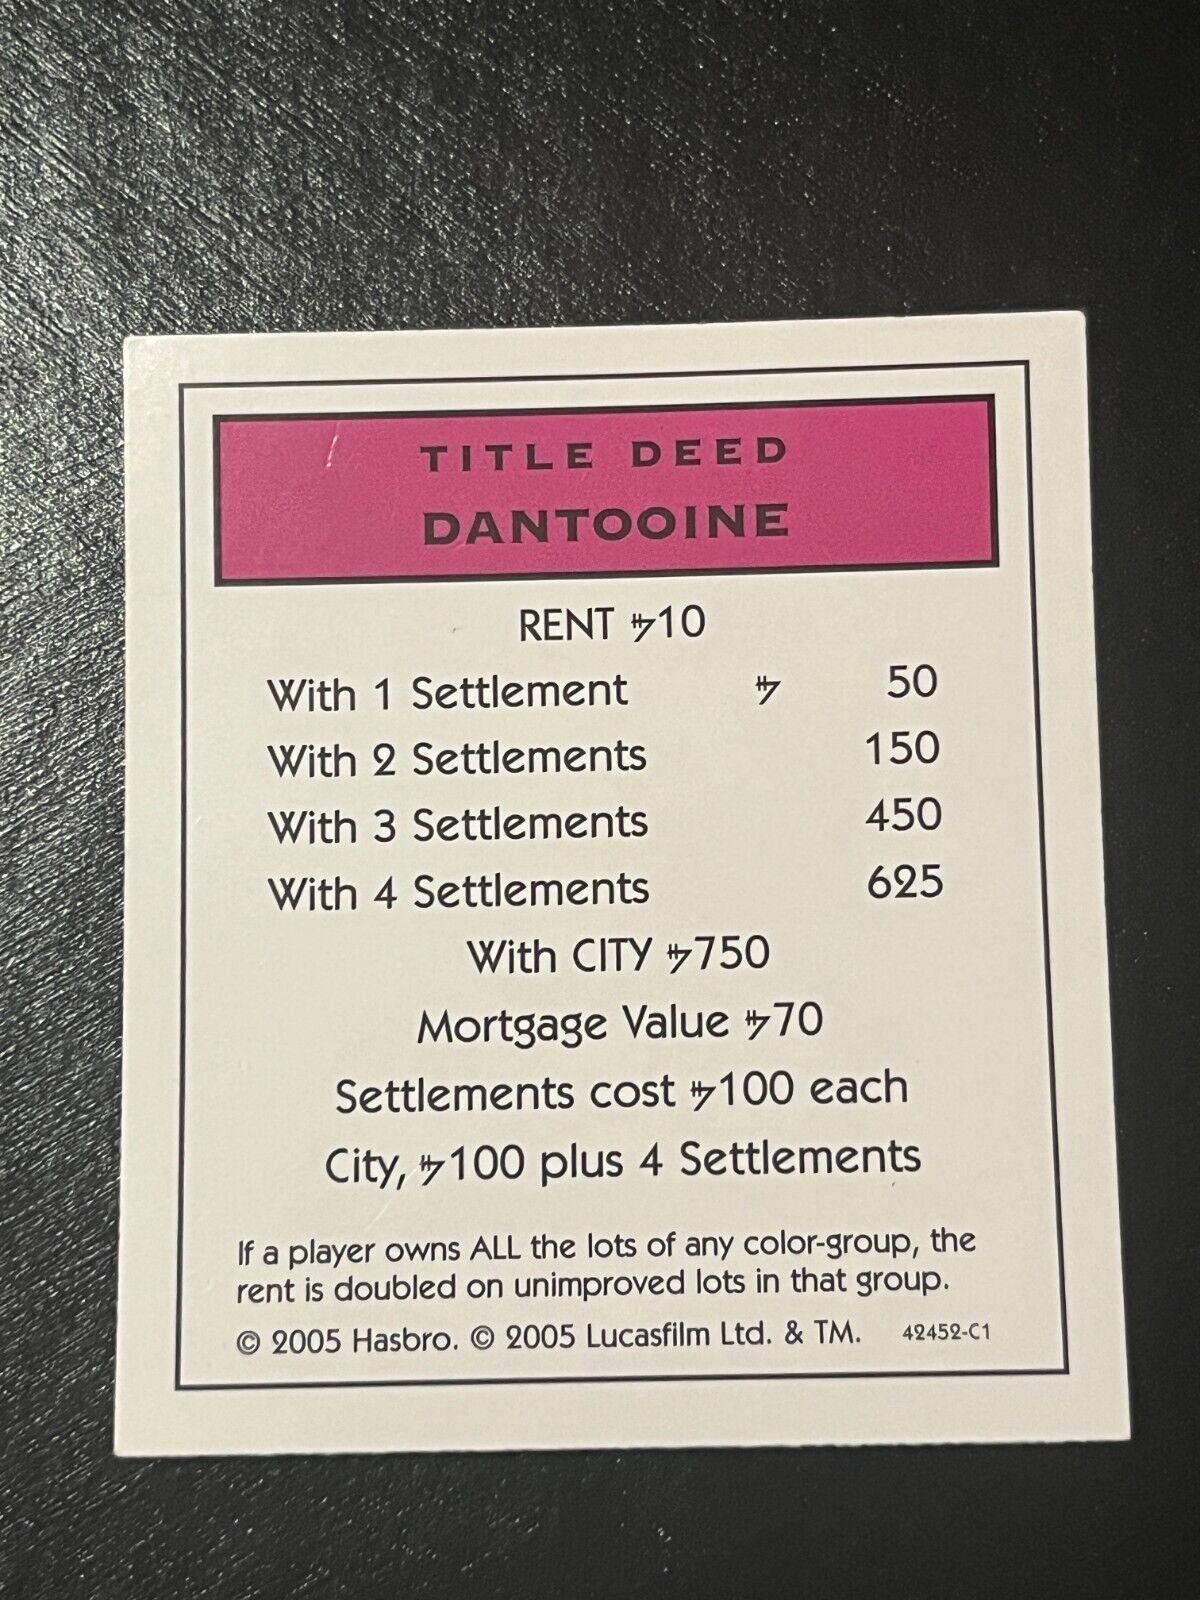 TITLE DEED
DANTOOINE
RENT 10
With 1 Settlement 50
With 2 Settlements 150
With 3 Settlements 450
With 4 Settlements 625
With CITY 750
Mortgage Value 70
Settlements cost 100 each
City, 100 plus 4 Settlements
If a player owns ALL the lots of any color-group, the
rent is doubled on unimproved lots in that group.
© 2005 Hasbro. © 2005 Lucasfilm Ltd. & TM. 42452-C1